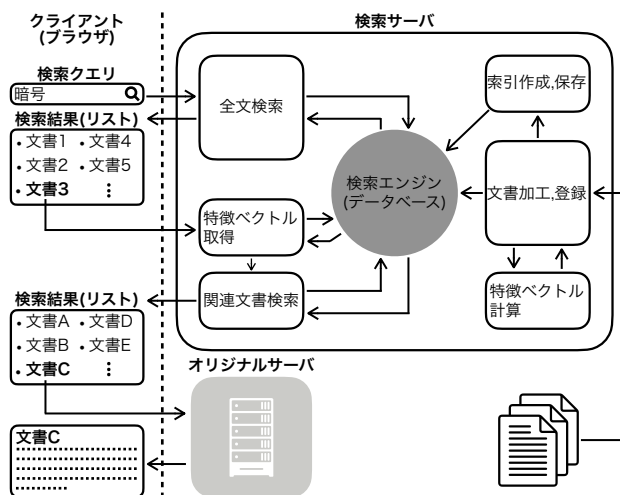 クライアント
(ブラウザ)
検索サーバ
検索クエリ
暗号
検索結果(リスト)
・文書1 ・文書4
・文書2 ・文書5
・文書3 ⋮
全文検索
検索エンジン
(データベース)
索引作成,保存
文書加工,登録
特徴ベクトル
取得
関連文書検索
特徴ベクトル
計算
検索結果(リスト)
・文書A ・文書D
・文書B ・文書E
・文書C ⋮
オリジナルサーバ
文書C